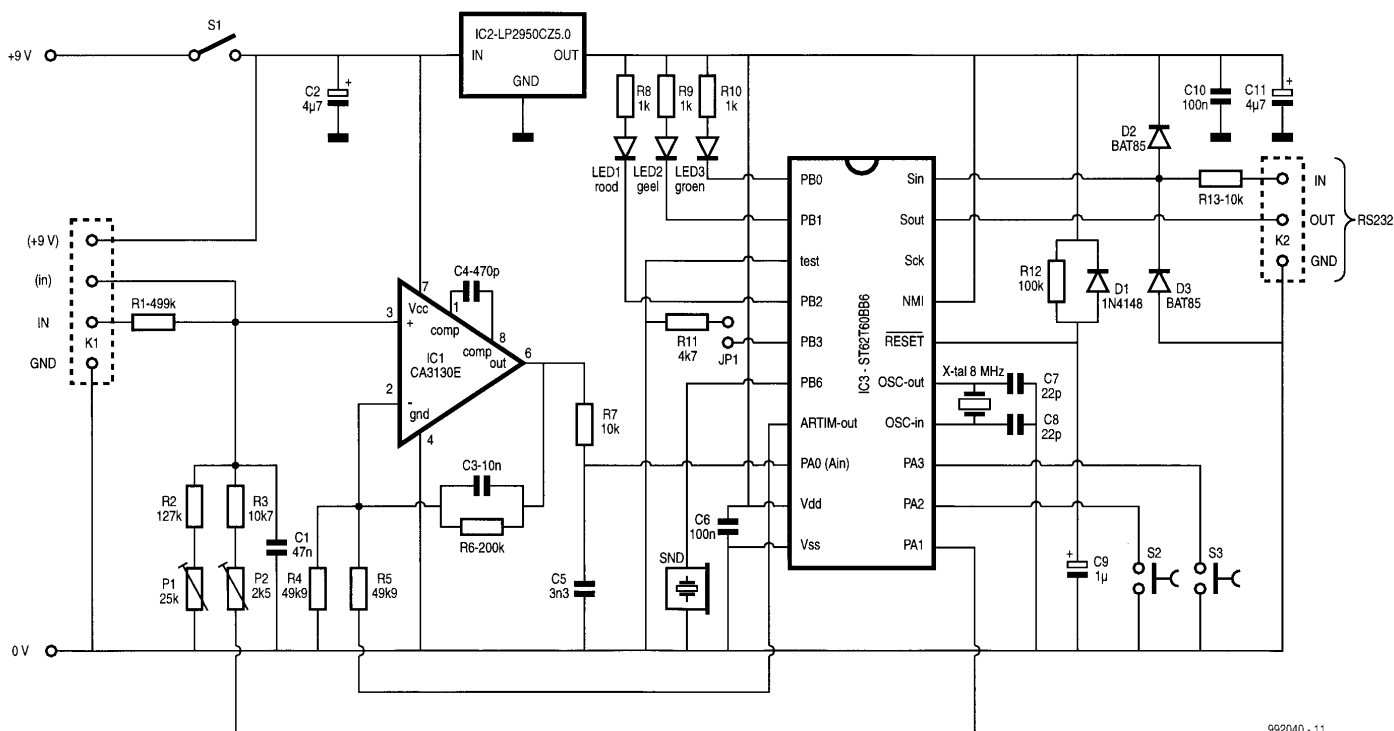 +9 V
S1
C2
4µ7
+
IC2-LP2950CZ5.0
IN
OUT
GND
R8
1k
R9
1k
R10
1k
LED1
rood
LED2
geel
LED3
groen
D2
BAT85
C10
100n
C11
4µ7
+
(+9 V)
(in)
IN
K1
GND
R1-499k
3
+
7
Vcc
C4-470p
1
comp
8
comp
out
6
IC1
CA3130E
2
-
gnd
4
R7
10k
C3-10n
R6-200k
R2
127k
R3
10k7
C1
47n
P1
25k
P2
2k5
R4
49k9
R5
49k9
C5
3n3
0 V
R11
4k7
JP1
C6
100n
SND
IC3 - ST62T60BB6
PB0
PB1
test
PB2
PB3
PB6
ARTIM-out
PA0 (Ain)
Vdd
Vss
Sin
Sout
Sck
NMI
RESET
OSC-out
OSC-in
PA3
PA2
PA1
R12
100k
D1
1N4148
D3
BAT85
R13-10k
IN
OUT
K2
GND
RS232
X-tal 8 MHz
C7
22p
C8
22p
+
C9
1µ
S2
S3
992040 - 11